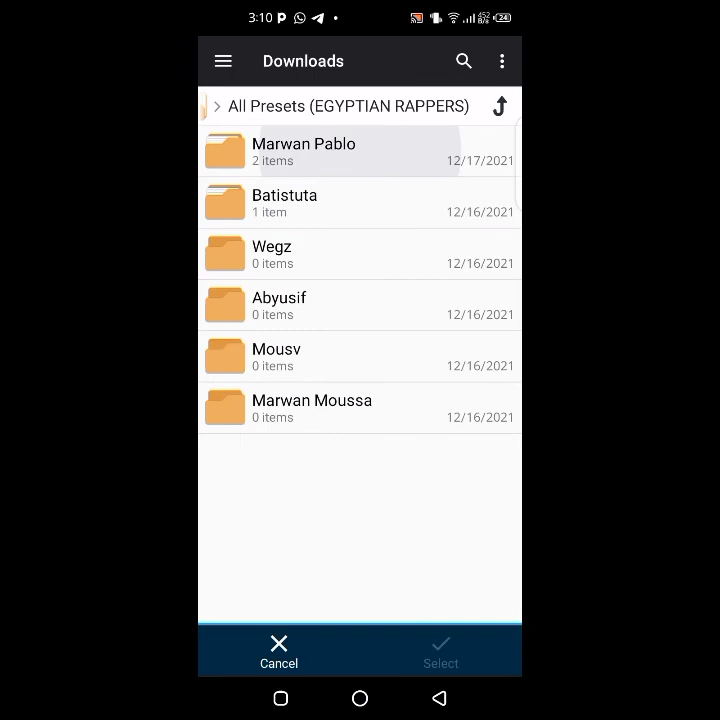 3:10
452 B/s
24
Downloads
All Presets (EGYPTIAN RAPPERS)
Marwan Pablo
2 items
12/17/2021
Batistuta
1 item
12/16/2021
Wegz
0 items
12/16/2021
Abyusif
0 items
12/16/2021
Mousv
0 items
12/16/2021
Marwan Moussa
0 items
12/16/2021
Cancel
Select